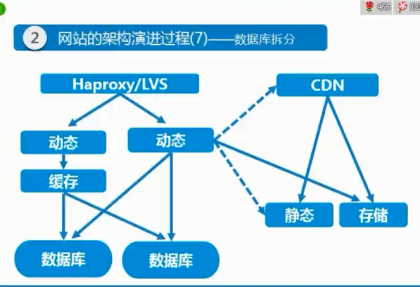 2 网站的架构演进过程(7)——数据库拆分
Haproxy/LVS
CDN
动态
动态
缓存
静态
存储
数据库
数据库